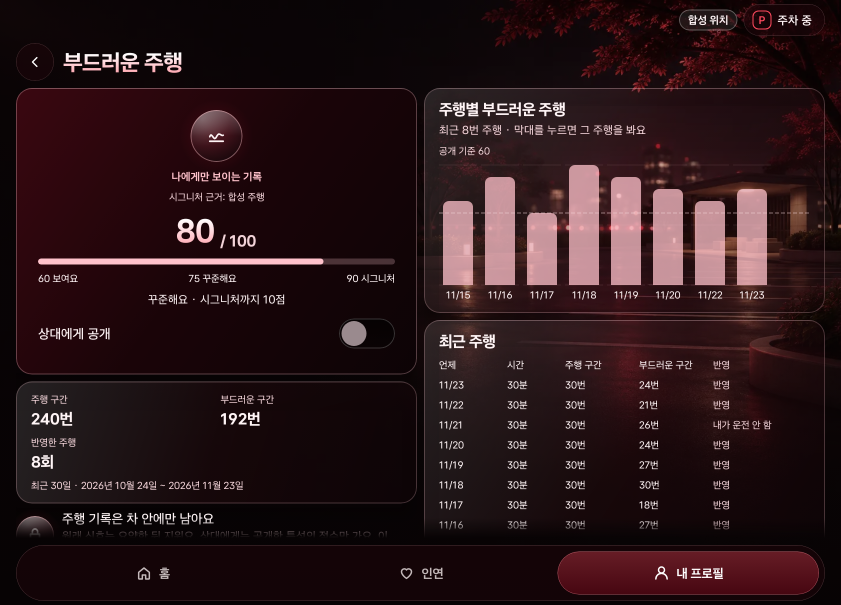 합성 위치
P 주차 중
부드러운 주행
나에게만 보이는 기록
시그니처 근거: 합성 주행
80 / 100
60 보여요
75 꾸준해요
90 시그니처
꾸준해요 · 시그니처까지 10점
상대에게 공개
주행 구간
부드러운 구간
240번
192번
반영한 주행
8회
최근 30일 · 2026년 10월 24일 ~ 2026년 11월 23일
주행 기록은 차 안에만 남아요
주행별 부드러운 주행
최근 8번 주행 · 막대를 누르면 그 주행을 봐요
공개 기준 60
11/15 11/16 11/17 11/18 11/19 11/20 11/22 11/23
최근 주행
언제 시간 주행 구간 부드러운 구간 반영
11/23 30분 30번 24번 반영
11/22 30분 30번 21번 반영
11/21 30분 30번 26번 내가 운전 안 함
11/20 30분 30번 24번 반영
11/19 30분 30번 27번 반영
11/18 30분 30번 30번 반영
11/17 30분 30번 18번 반영
11/16 30분 30번 27번 반영
홈
인연
내 프로필